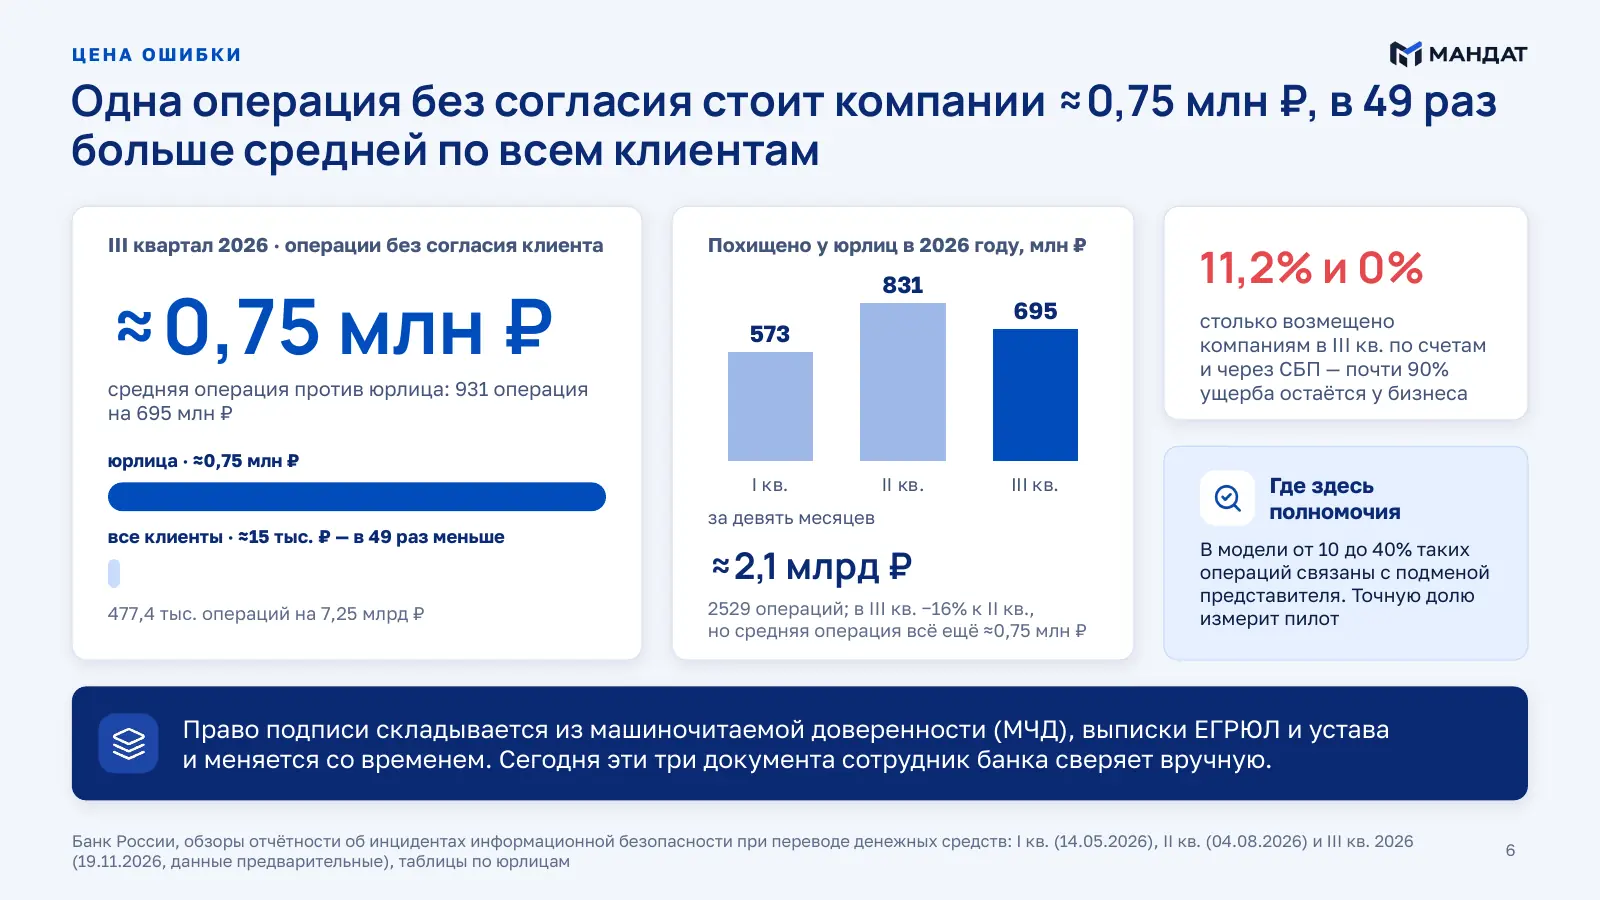 ЦЕНА ОШИБКИ
МАНДАТ
Одна операция без согласия стоит компании ≈0,75 млн ₽, в 49 раз
больше средней по всем клиентам
III квартал 2026 · операции без согласия клиента
≈0,75 млн ₽
средняя операция против юрлица: 931 операция
на 695 млн ₽
юрлица · ≈0,75 млн ₽
все клиенты · ≈15 тыс. ₽ — в 49 раз меньше
477,4 тыс. операций на 7,25 млрд ₽
Похищено у юрлиц в 2026 году, млн ₽
573
831
695
I кв.
II кв.
III кв.
за девять месяцев
≈2,1 млрд ₽
2529 операций; в III кв. −16% к II кв.,
но средняя операция всё ещё ≈0,75 млн ₽
11,2% и 0%
столько возмещено
компаниям в III кв. по счетам
и через СБП — почти 90%
ущерба остаётся у бизнеса
Где здесь
полномочия
В модели от 10 до 40% таких
операций связаны с подменой
представителя. Точную долю
измерит пилот
Право подписи складывается из машиночитаемой доверенности (МЧД), выписки ЕГРЮЛ и устава
и меняется со временем. Сегодня эти три документа сотрудник банка сверяет вручную.
Банк России, обзоры отчётности об инцидентах информационной безопасности при переводе денежных средств: I кв. (14.05.2026), II кв. (04.08.2026) и III кв. 2026
(19.11.2026, данные предварительные), таблицы по юрлицам
6